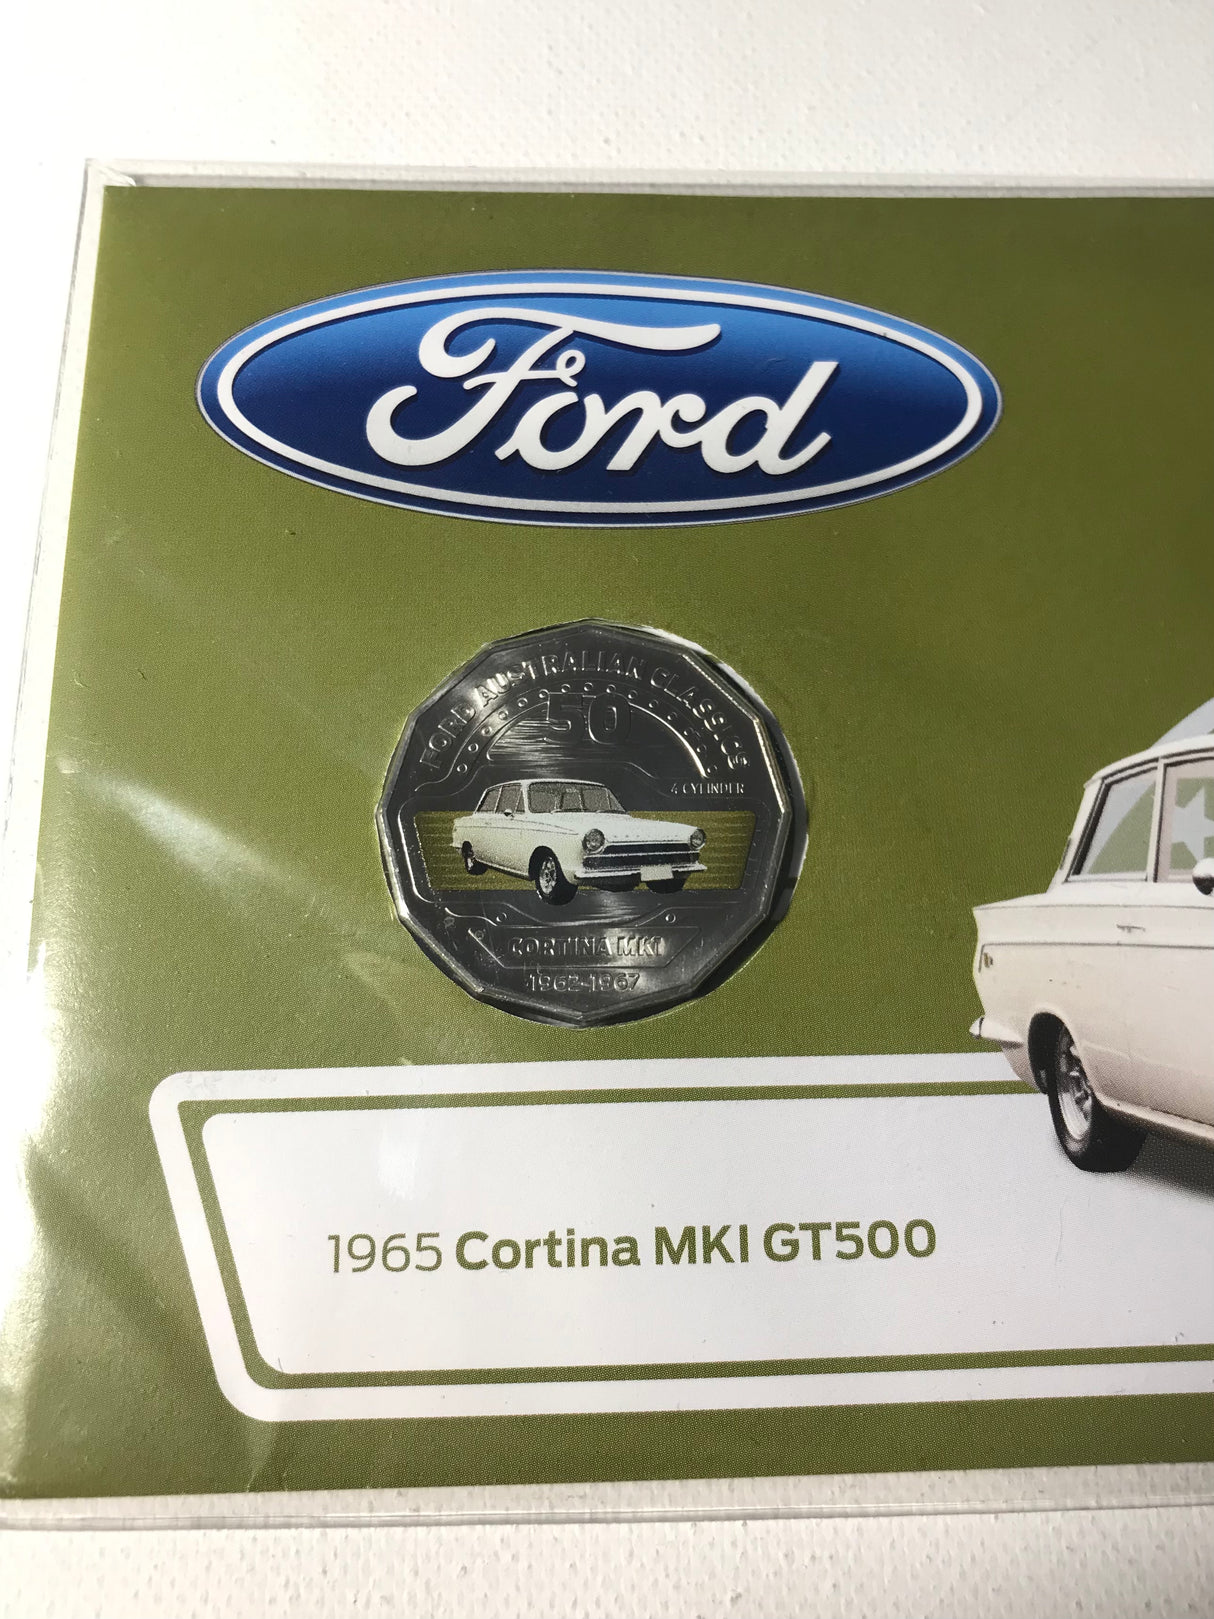 Ford
FORD AUSTRALIAN CLASSICS
50
4 CYLINDER
CORTINA MKI
1962-1967
1965 Cortina MKI GT500